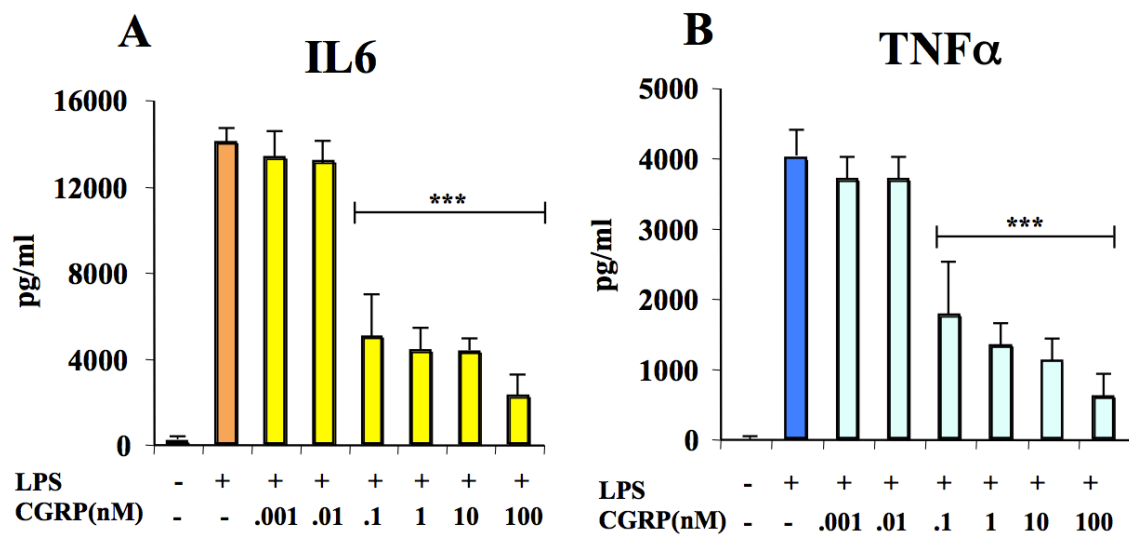 A
IL6
16000
12000
8000
4000
0
pg/ml
***
LPS - + + + + + + +
CGRP(nM) - - .001 .01 .1 1 10 100
B
TNFα
5000
4000
3000
2000
1000
0
pg/ml
***
LPS - + + + + + + +
CGRP(nM) - - .001 .01 .1 1 10 100